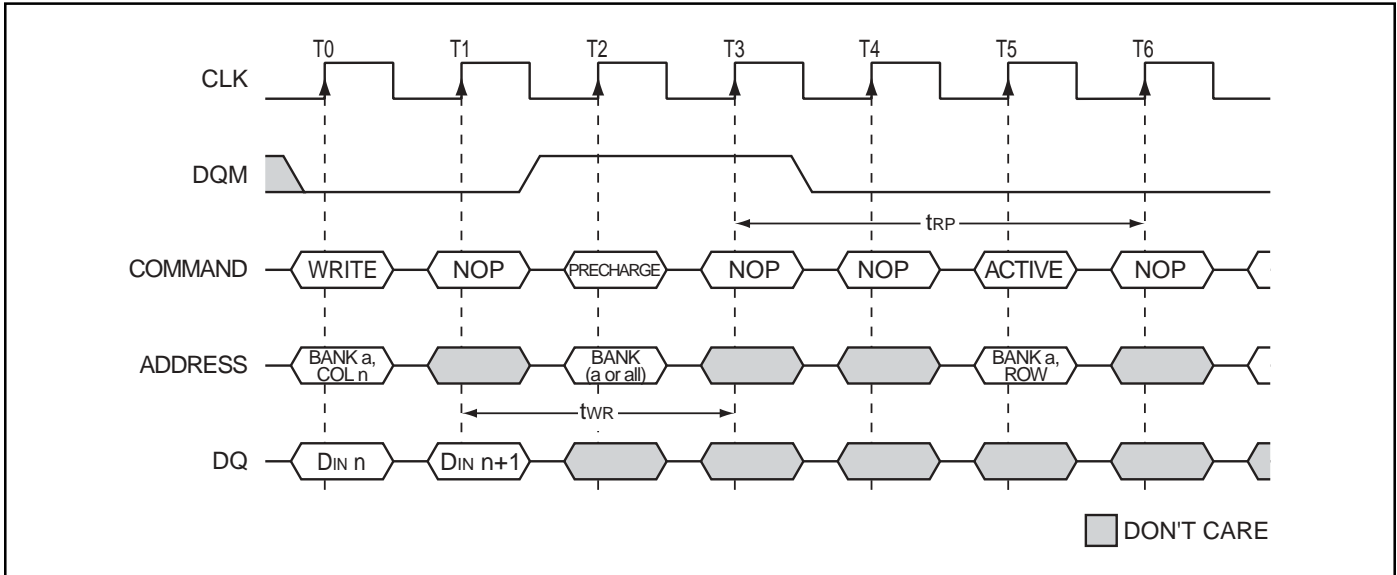 T0 T1 T2 T3 T4 T5 T6
CLK
DQM
tRP
COMMAND WRITE NOP PRECHARGE NOP NOP ACTIVE NOP
ADDRESS BANK a, COL n BANK (a or all) BANK a, ROW
tWR
DQ DIN n DIN n+1
DON'T CARE